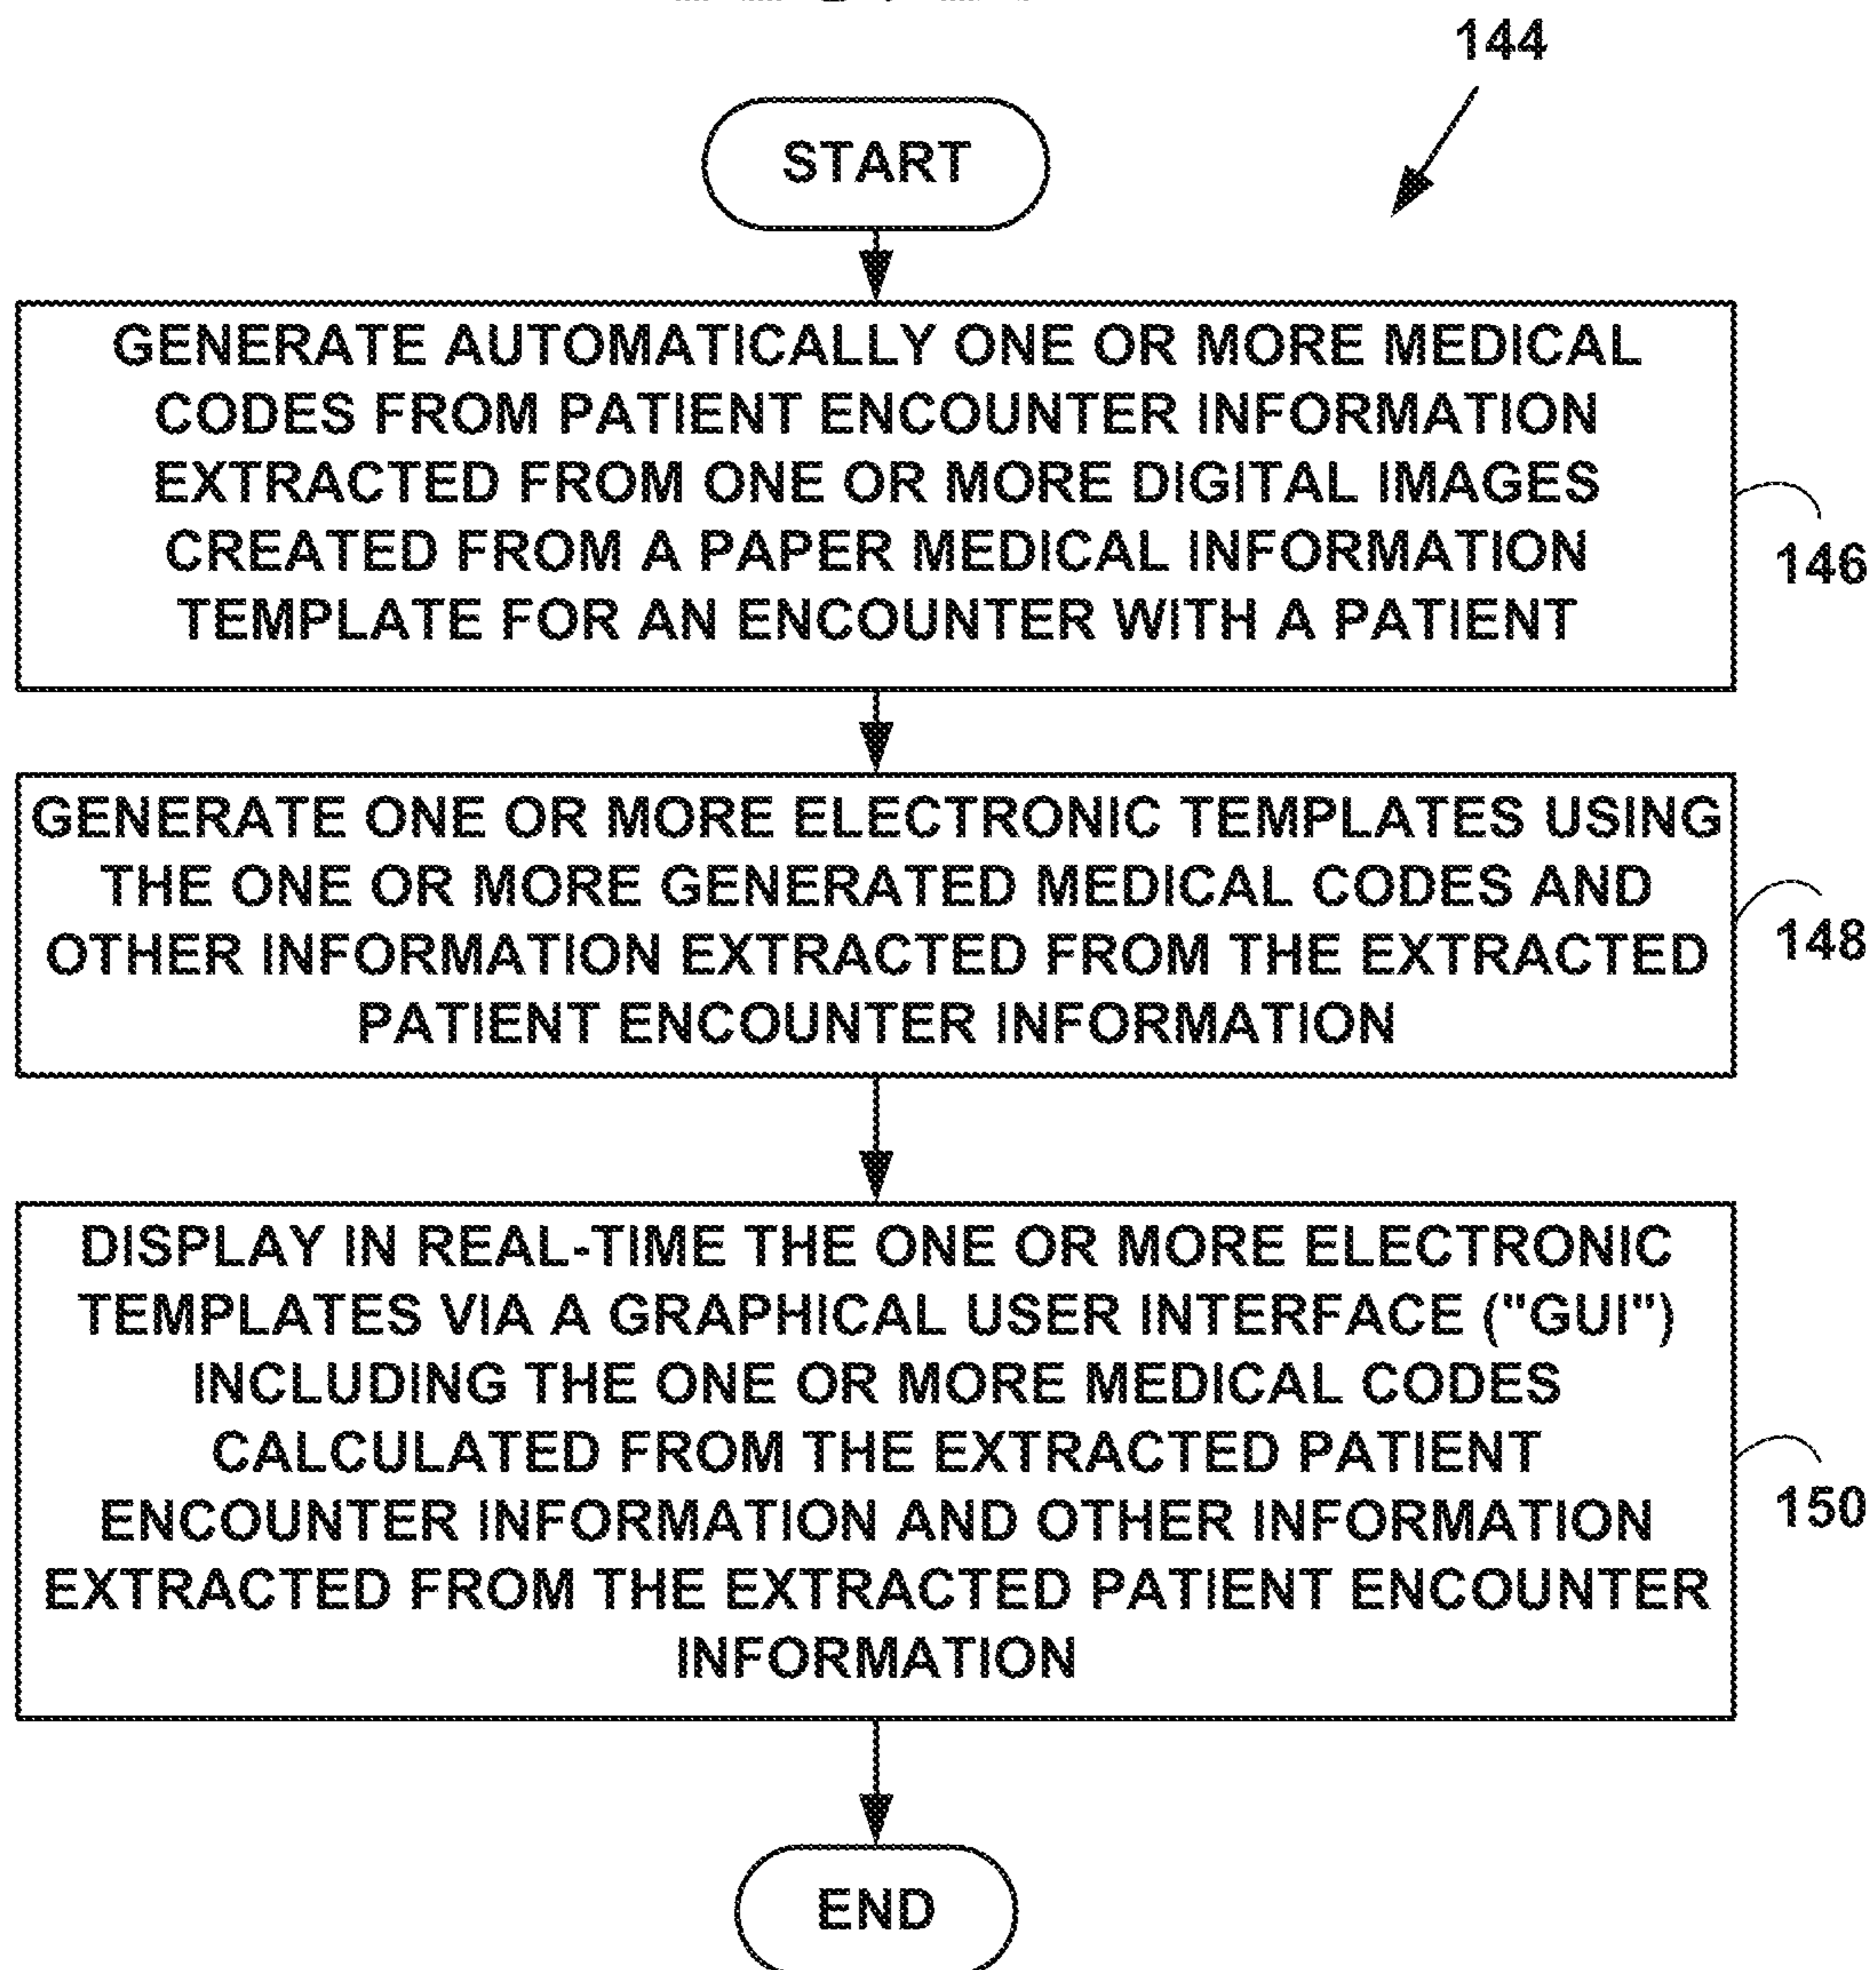 144
START
GENERATE AUTOMATICALLY ONE OR MORE MEDICAL
CODES FROM PATIENT ENCOUNTER INFORMATION
EXTRACTED FROM ONE OR MORE DIGITAL IMAGES
CREATED FROM A PAPER MEDICAL INFORMATION
TEMPLATE FOR AN ENCOUNTER WITH A PATIENT
146
GENERATE ONE OR MORE ELECTRONIC TEMPLATES USING
THE ONE OR MORE GENERATED MEDICAL CODES AND
OTHER INFORMATION EXTRACTED FROM THE EXTRACTED
PATIENT ENCOUNTER INFORMATION
148
DISPLAY IN REAL-TIME THE ONE OR MORE ELECTRONIC
TEMPLATES VIA A GRAPHICAL USER INTERFACE ("GUI")
INCLUDING THE ONE OR MORE MEDICAL CODES
CALCULATED FROM THE EXTRACTED PATIENT
ENCOUNTER INFORMATION AND OTHER INFORMATION
EXTRACTED FROM THE EXTRACTED PATIENT ENCOUNTER
INFORMATION
150
END